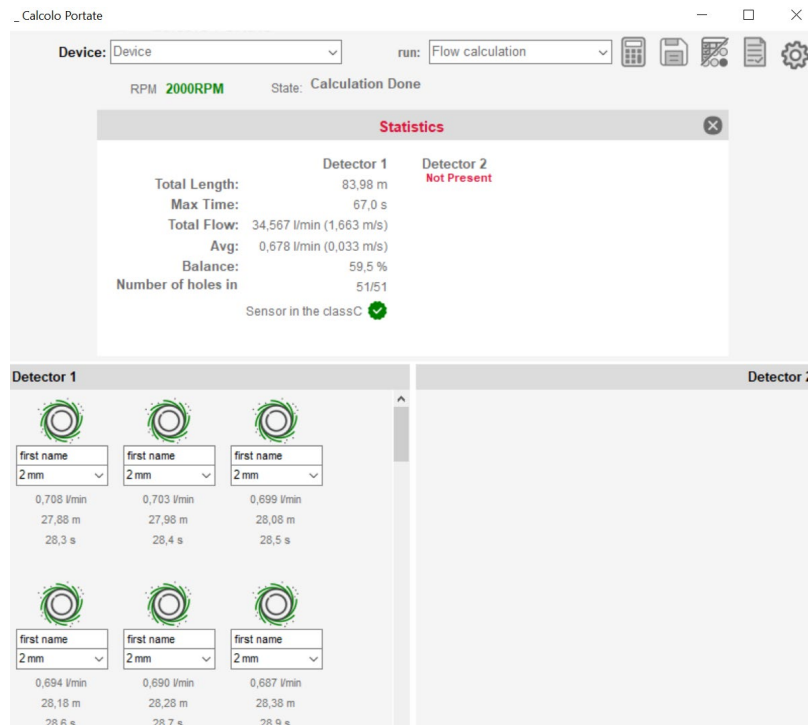 _ Calcolo Portate
Device: Device run: Flow calculation
RPM 2000RPM State: Calculation Done
Statistics
Detector 1 Detector 2
Not Present
Total Length: 83,98 m
Max Time: 67,0 s
Total Flow: 34,567 l/min (1,663 m/s)
Avg: 0,678 l/min (0,033 m/s)
Balance: 59,5 %
Number of holes in 51/51
Sensor in the classC
Detector 1 Detector 2
first name first name first name
2 mm 2 mm 2 mm
0,708 l/min 0,703 l/min 0,699 l/min
27,88 m 27,98 m 28,08 m
28,3 s 28,4 s 28,5 s
first name first name first name
2 mm 2 mm 2 mm
0,694 l/min 0,690 l/min 0,687 l/min
28,18 m 28,28 m 28,38 m
28,6 s 28,7 s 28,9 s